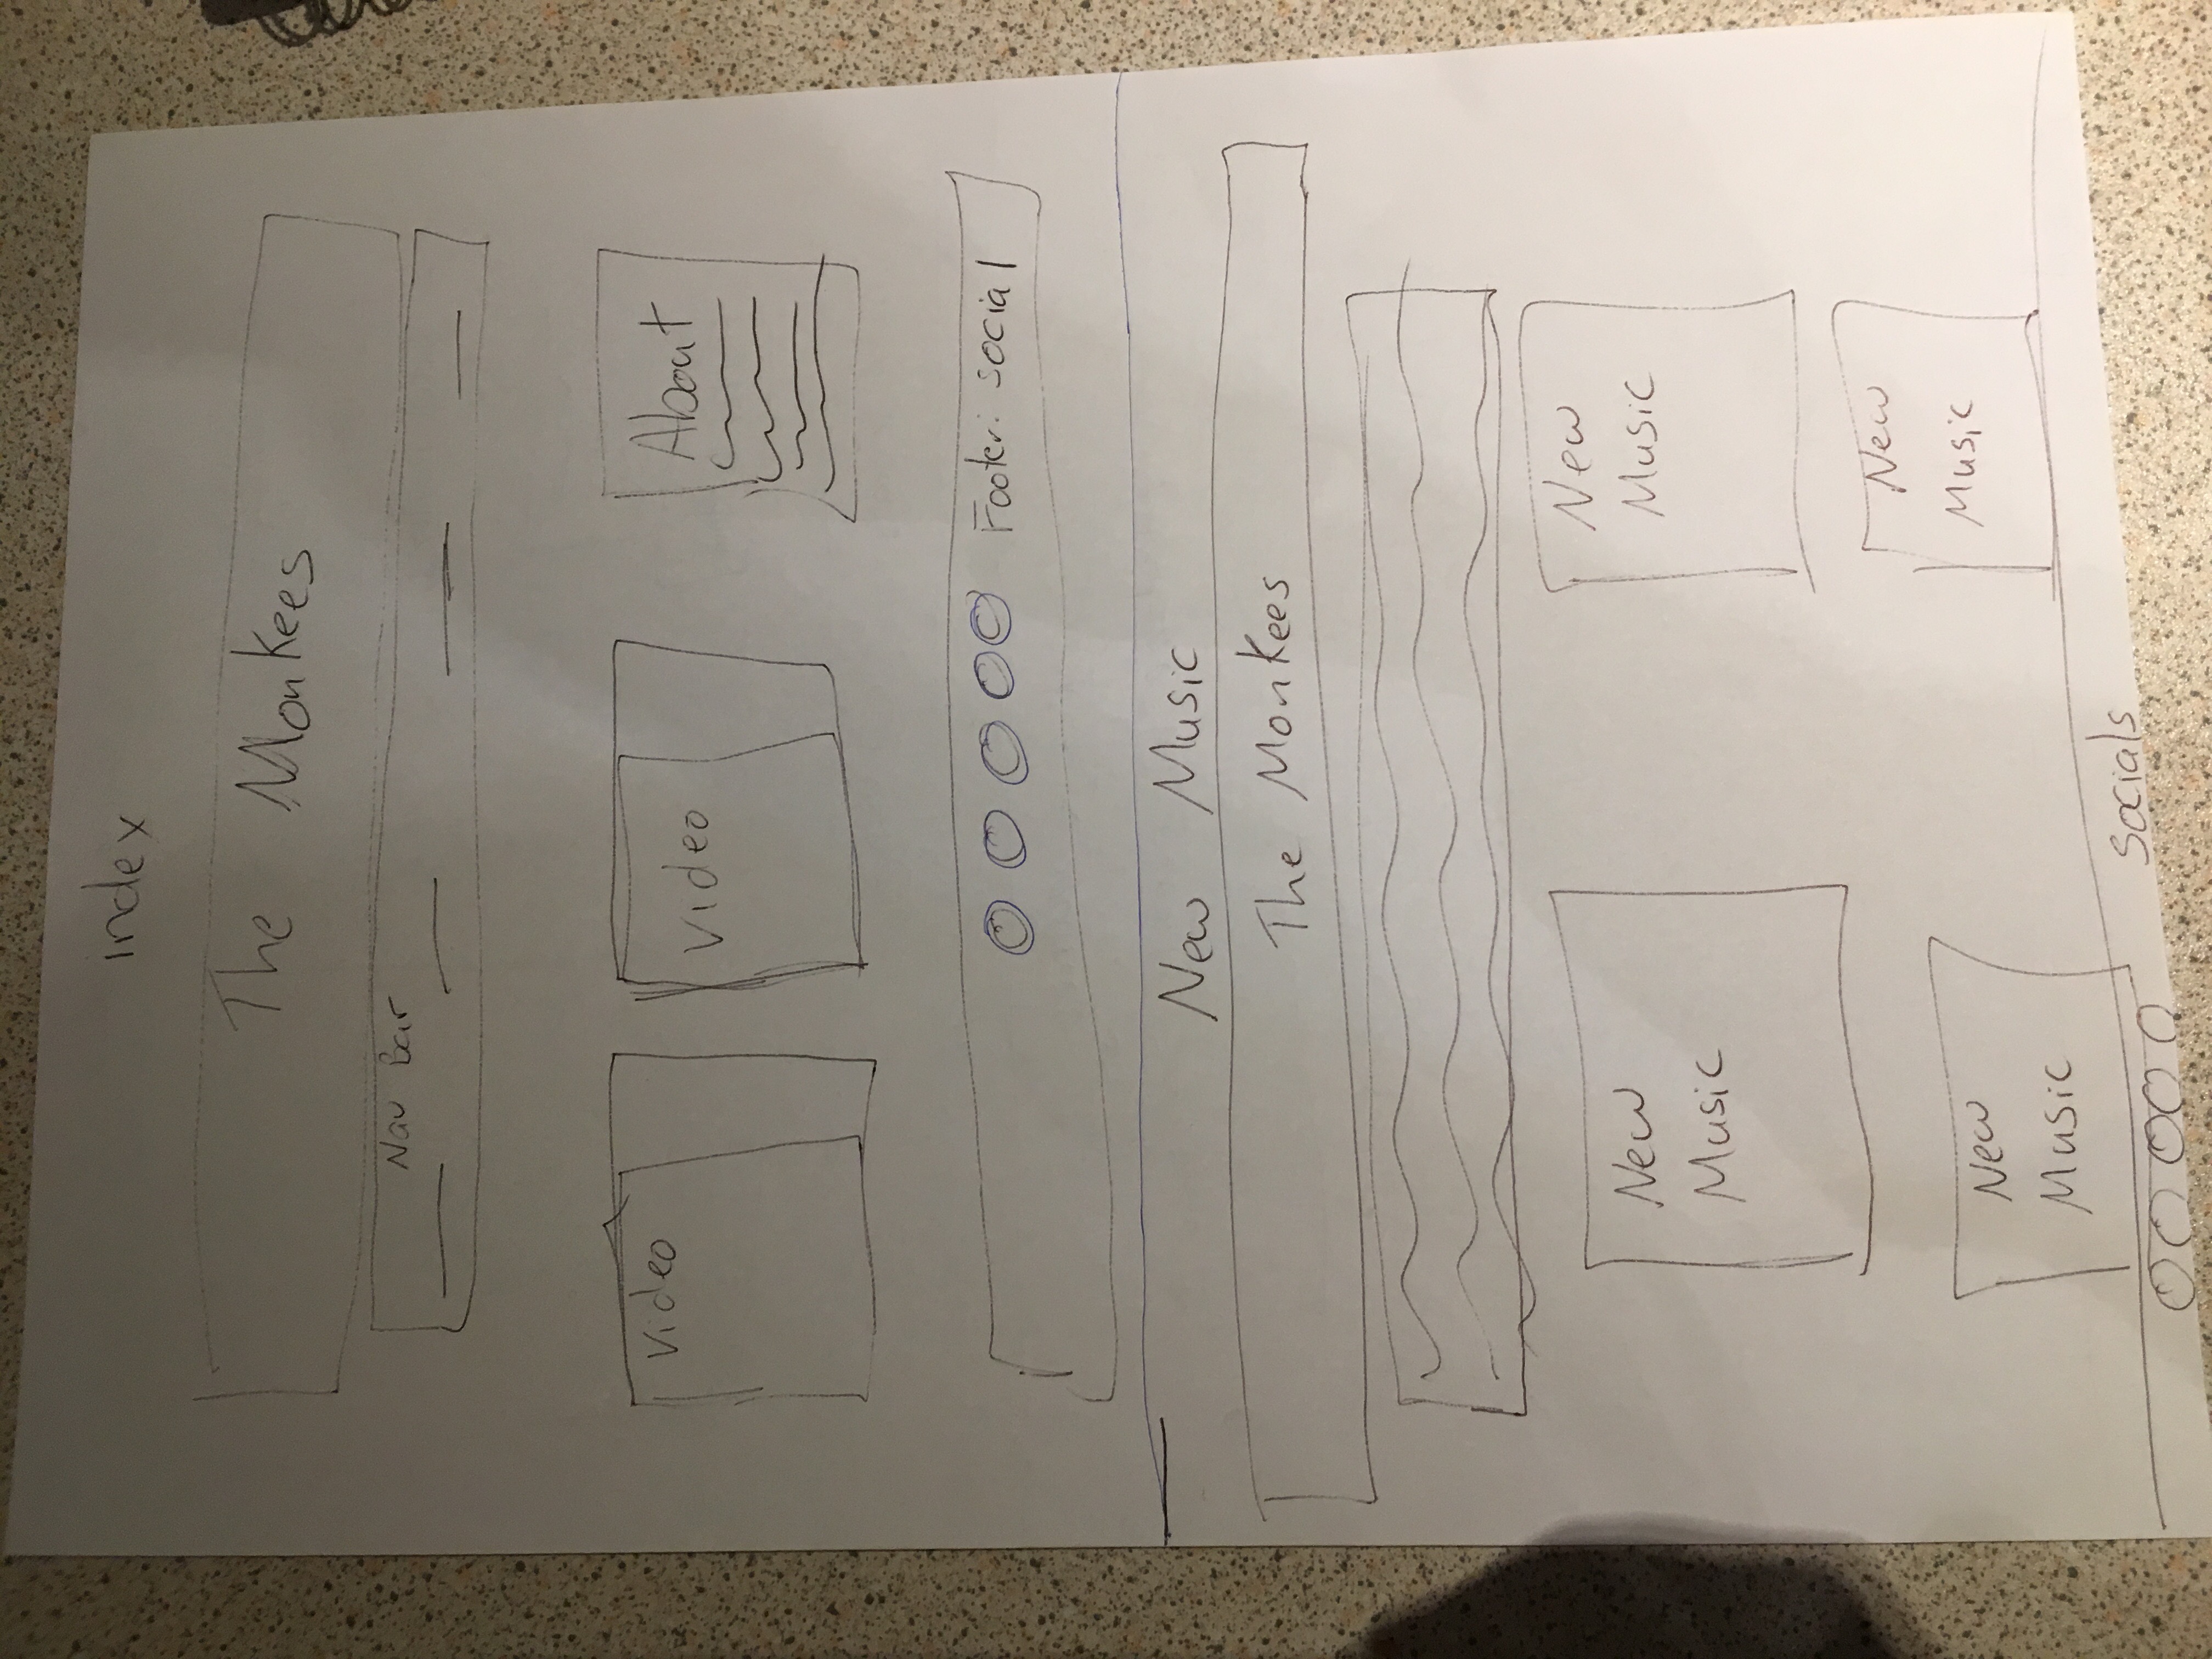 index
The Monkees
Nav Bar
Video
Video
About
Footer: social
New Music
The Monkees
New
Music
New
Music
New
Music
New
Music
Socials